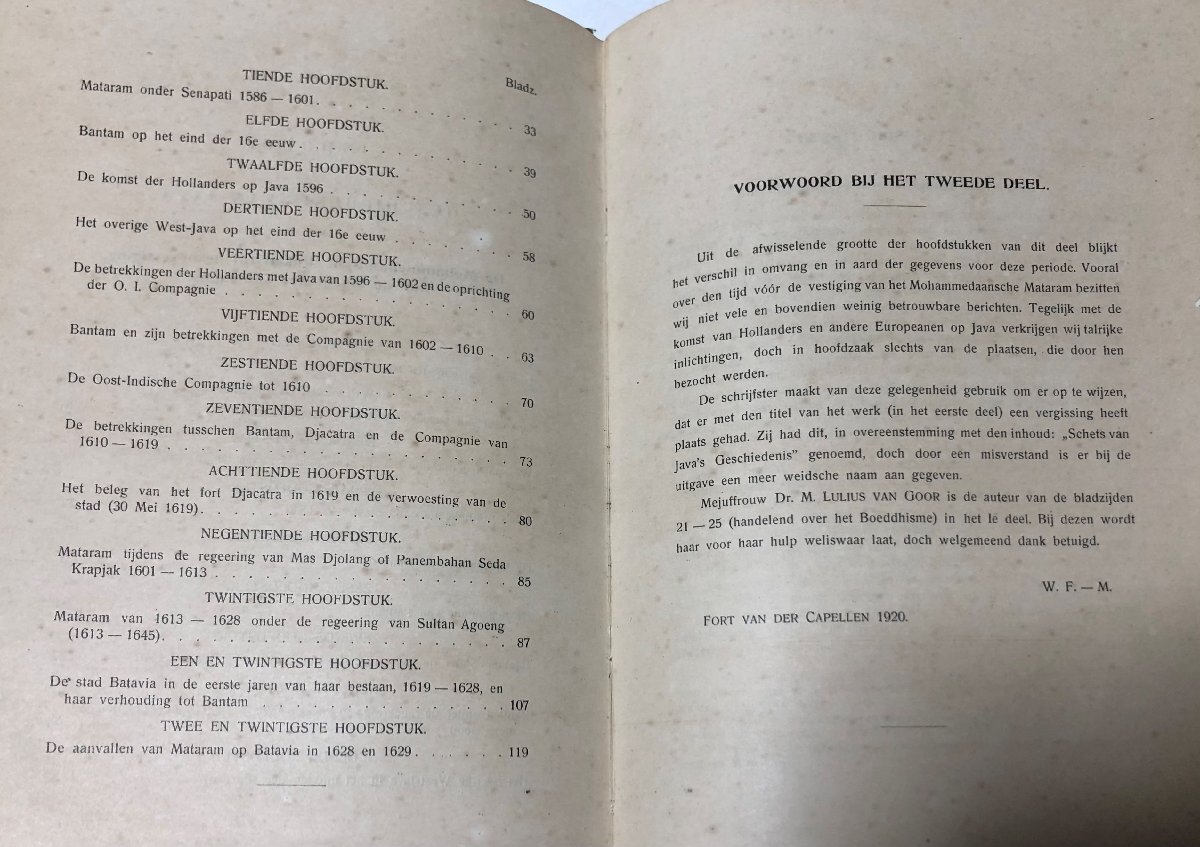 Bladz.
TIENDE HOOFDSTUK.
Mataram onder Senapati 1586 — 1601. . . . . . . . . . . 33
ELFDE HOOFDSTUK.
Bantam op het eind der 16e eeuw . . . . . . . . . . . 39
TWAALFDE HOOFDSTUK.
De komst der Hollanders op Java 1596 . . . . . . . . . . 50
DERTIENDE HOOFDSTUK.
Het overige West-Java op het eind der 16e eeuw . . . . . . . 58
VEERTIENDE HOOFDSTUK.
De betrekkingen der Hollanders met Java van 1596 — 1602 en de oprichting
der O. I. Compagnie . . . . . . . . . . . . . . . 60
VIJFTIENDE HOOFDSTUK.
Bantam en zijn betrekkingen met de Compagnie van 1602 — 1610 . . 63
ZESTIENDE HOOFDSTUK.
De Oost-Indische Compagnie tot 1610 . . . . . . . . . . 70
ZEVENTIENDE HOOFDSTUK.
De betrekkingen tusschen Bantam, Djacatra en de Compagnie van
1610 — 1619 . . . . . . . . . . . . . . . . . . 73
ACHTTIENDE HOOFDSTUK.
Het beleg van het fort Djacatra in 1619 en de verwoesting van de
stad (30 Mei 1619). . . . . . . . . . . . . . . . . 80
NEGENTIENDE HOOFDSTUK.
Mataram tijdens de regeering van Mas Djolang of Panembahan Seda
Krapjak 1601 — 1613 . . . . . . . . . . . . . . . 85
TWINTIGSTE HOOFDSTUK.
Mataram van 1613 — 1628 onder de regeering van Sultan Agoeng
(1613 — 1645). . . . . . . . . . . . . . . . . . 87
EEN EN TWINTIGSTE HOOFDSTUK.
De stad Batavia in de eerste jaren van haar bestaan, 1619 — 1628, en
haar verhouding tot Bantam . . . . . . . . . . . . . 107
TWEE EN TWINTIGSTE HOOFDSTUK.
De aanvallen van Mataram op Batavia in 1628 en 1629 . . . . . . 119
VOORWOORD BIJ HET TWEEDE DEEL.
Uit de afwisselende grootte der hoofdstukken van dit deel blijkt
het verschil in omvang en in aard der gegevens voor deze periode. Vooral
over den tijd vóór de vestiging van het Mohammedaansche Mataram bezitten
wij niet vele en bovendien weinig betrouwbare berichten. Tegelijk met de
komst van Hollanders en andere Europeanen op Java verkrijgen wij talrijke
inlichtingen, doch in hoofdzaak slechts van de plaatsen, die door hen
bezocht werden.
De schrijfster maakt van deze gelegenheid gebruik om er op te wijzen,
dat er met den titel van het werk (in het eerste deel) een vergissing heeft
plaats gehad. Zij had dit, in overeenstemming met den inhoud: „Schets van
Java's Geschiedenis" genoemd, doch door een misverstand is er bij de
uitgave een meer weidsche naam aan gegeven.
Mejuffrouw Dr. M. LULIUS VAN GOOR is de auteur van de bladzijden
21 — 25 (handelend over het Boeddhisme) in het Ie deel. Bij dezen wordt
haar voor haar hulp weliswaar laat, doch welgemeend dank betuigd.
W. F. — M.
FORT VAN DER CAPELLEN 1920.